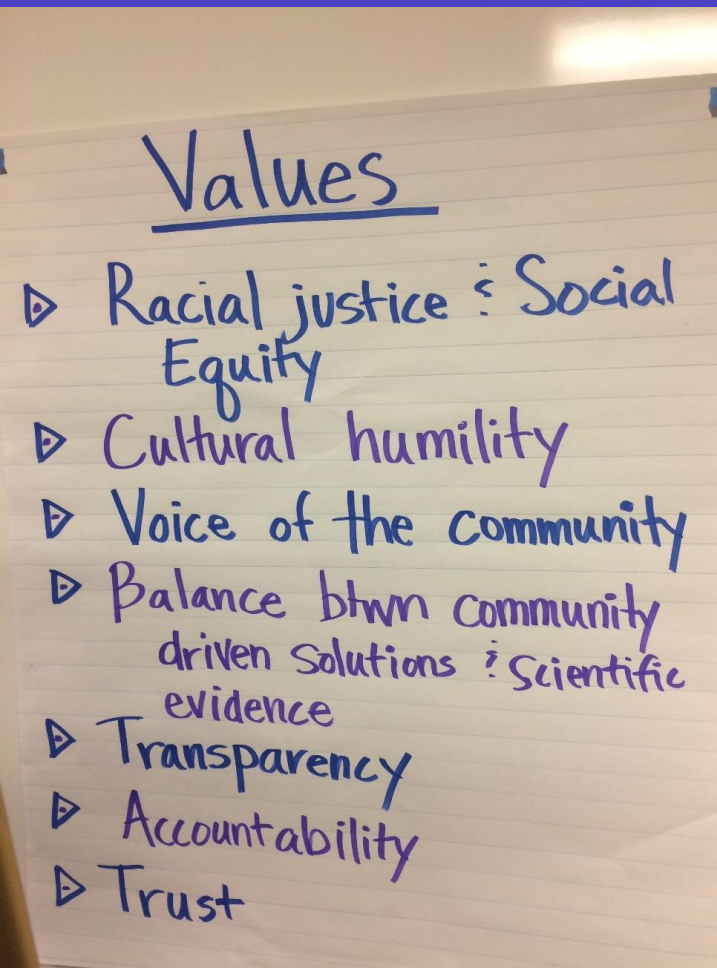 Values
Racial justice & Social
Equity
Cultural humility
Voice of the community
Balance btwn community
driven solutions & scientific
evidence
Transparency
Accountability
Trust